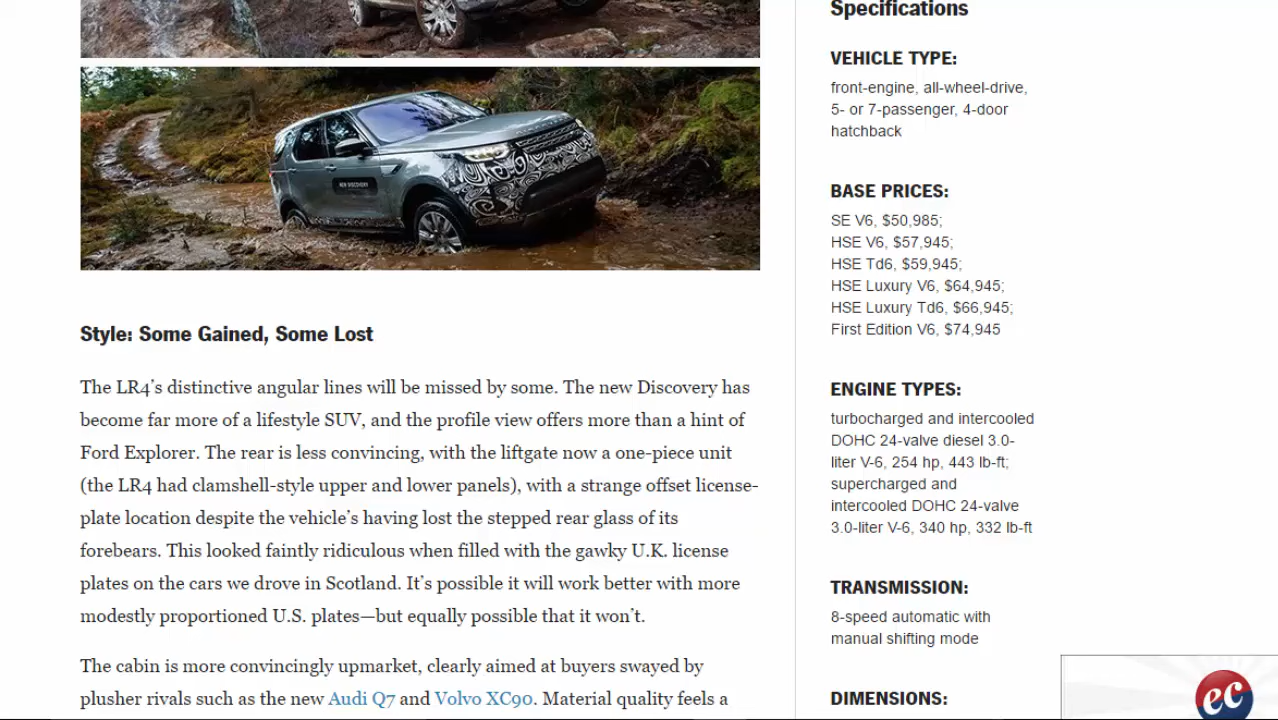 NEW DISCOVERY
Style: Some Gained, Some Lost
The LR4's distinctive angular lines will be missed by some. The new Discovery has
become far more of a lifestyle SUV, and the profile view offers more than a hint of
Ford Explorer. The rear is less convincing, with the liftgate now a one-piece unit
(the LR4 had clamshell-style upper and lower panels), with a strange offset license-
plate location despite the vehicle's having lost the stepped rear glass of its
forebears. This looked faintly ridiculous when filled with the gawky U.K. license
plates on the cars we drove in Scotland. It's possible it will work better with more
modestly proportioned U.S. plates—but equally possible that it won't.
The cabin is more convincingly upmarket, clearly aimed at buyers swayed by
plusher rivals such as the new Audi Q7 and Volvo XC90. Material quality feels a
Specifications
VEHICLE TYPE:
front-engine, all-wheel-drive,
5- or 7-passenger, 4-door
hatchback
BASE PRICES:
SE V6, $50,985;
HSE V6, $57,945;
HSE Td6, $59,945;
HSE Luxury V6, $64,945;
HSE Luxury Td6, $66,945;
First Edition V6, $74,945
ENGINE TYPES:
turbocharged and intercooled
DOHC 24-valve diesel 3.0-
liter V-6, 254 hp, 443 lb-ft;
supercharged and
intercooled DOHC 24-valve
3.0-liter V-6, 340 hp, 332 lb-ft
TRANSMISSION:
8-speed automatic with
manual shifting mode
DIMENSIONS:
ec